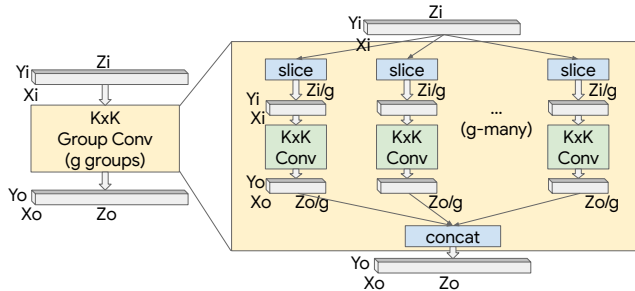 Zi
Yi
Xi
KxK
Group Conv
(g groups)
Yo
Xo
Zo
Yi
Zi
Xi
slice
slice
slice
Zi/g
Zi/g
Zi/g
Yi
Xi
...
(g-many)
KxK
Conv
KxK
Conv
KxK
Conv
Yo
Xo
Zo/g
Zo/g
Zo/g
concat
Yo
Xo
Zo